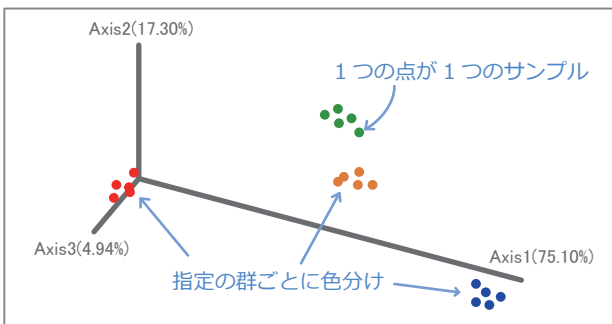 Axis2(17.30%)
1つの点が1つのサンプル
Axis3(4.94%)
Axis1(75.10%)
指定の群ごとに色分け